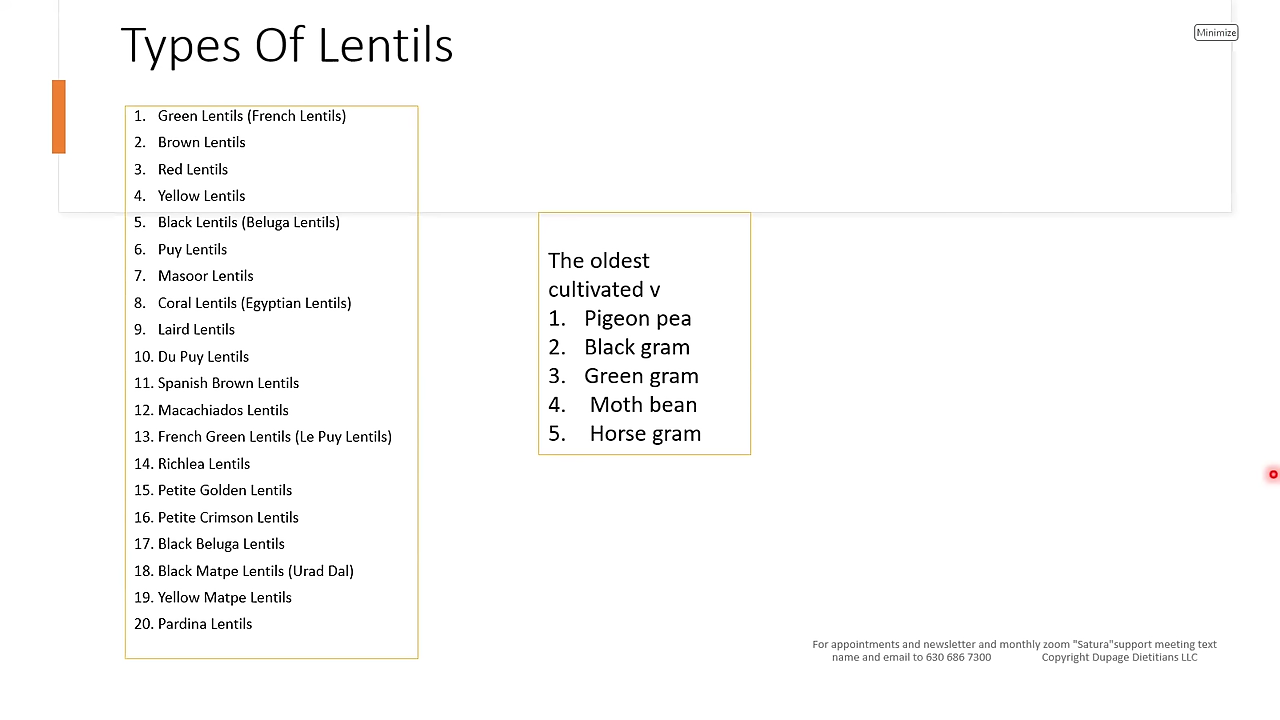 Types Of Lentils
Minimize
1. Green Lentils (French Lentils)
2. Brown Lentils
3. Red Lentils
4. Yellow Lentils
5. Black Lentils (Beluga Lentils)
6. Puy Lentils
7. Masoor Lentils
8. Coral Lentils (Egyptian Lentils)
9. Laird Lentils
10. Du Puy Lentils
11. Spanish Brown Lentils
12. Macachiados Lentils
13. French Green Lentils (Le Puy Lentils)
14. Richlea Lentils
15. Petite Golden Lentils
16. Petite Crimson Lentils
17. Black Beluga Lentils
18. Black Matpe Lentils (Urad Dal)
19. Yellow Matpe Lentils
20. Pardina Lentils
The oldest
cultivated v
1. Pigeon pea
2. Black gram
3. Green gram
4. Moth bean
5. Horse gram
For appointments and newsletter and monthly zoom "Satura"support meeting text
name and email to 630 686 7300 Copyright Dupage Dietitians LLC